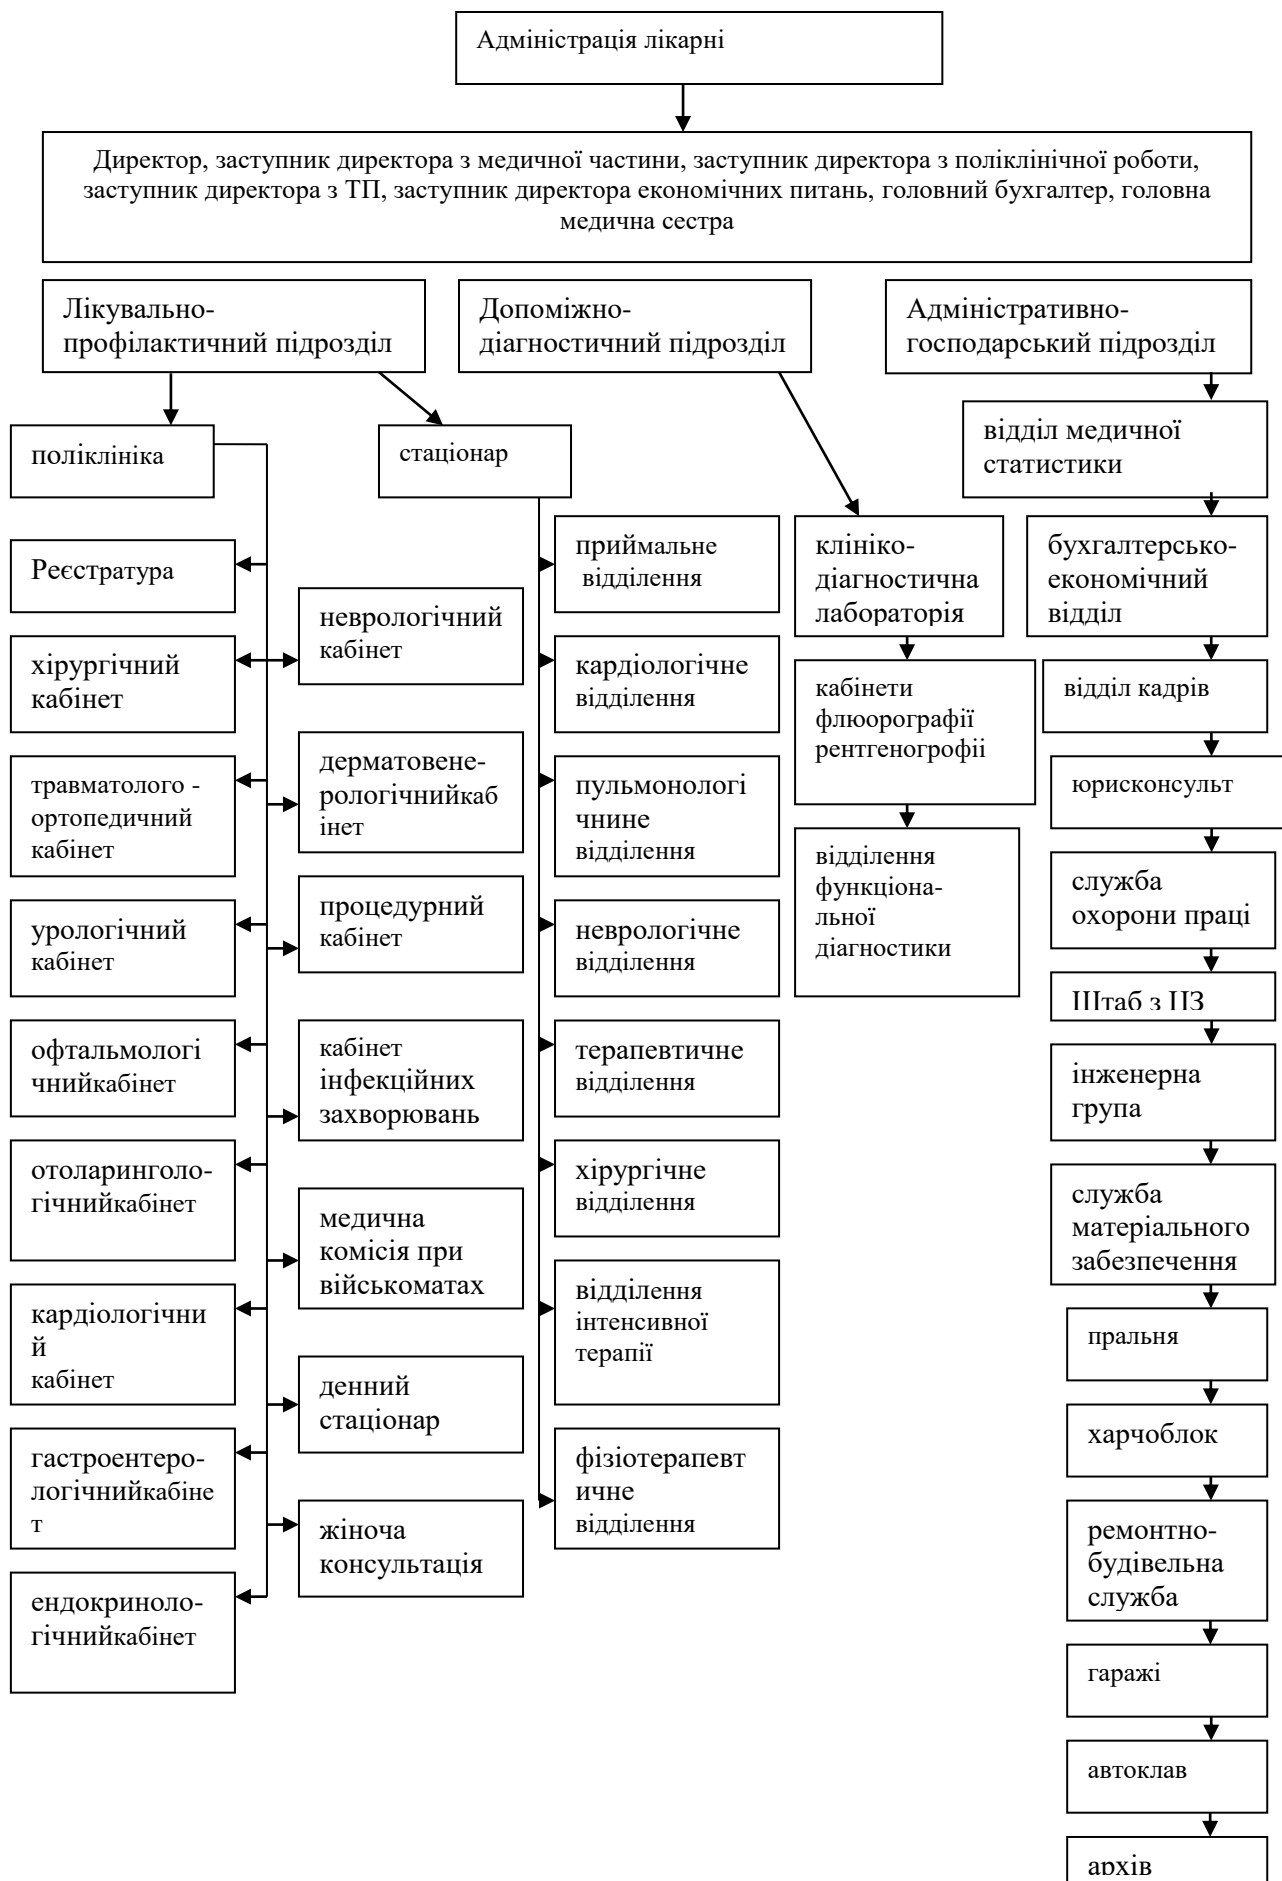 Адміністрація лікарні
Директор, заступник директора з медичної частини, заступник директора з поліклінічної роботи,
заступник директора з ТП, заступник директора економічних питань, головний бухгалтер, головна
медична сестра
Лікувально-
профілактичний підрозділ
Допоміжно-
діагностичний підрозділ
Адміністративно-
господарський підрозділ
поліклініка
Реєстратура
хірургічний
кабінет
травматолого -
ортопедичний
кабінет
урологічний
кабінет
офтальмологі
чнийкабінет
отоларинголо-
гічнийкабінет
кардіологічни
й
кабінет
гастроентеро-
логічнийкабіне
т
ендокриноло-
гічнийкабінет
неврологічний
кабінет
дерматовене-
рологічнийкаб
інет
процедурний
кабінет
кабінет
інфекційних
захворювань
медична
комісія при
військоматах
денний
стаціонар
жіноча
консультація
стаціонар
приймальне
відділення
кардіологічне
відділення
пульмонологі
чнине
відділення
неврологічне
відділення
терапевтичне
відділення
хірургічне
відділення
відділення
інтенсивної
терапії
фізіотерапевт
ичне
відділення
клініко-
діагностична
лабораторія
кабінети
флюорографії
рентгеногрофіі
відділення
функціона-
льної
діагностики
відділ медичної
статистики
бухгалтерсько-
економічний
відділ
відділ кадрів
юрисконсульт
служба
охорони праці
Штаб з ЦЗ
інженерна
група
служба
матеріального
забезпечення
пральня
харчоблок
ремонтно-
будівельна
служба
гаражі
автоклав
архів